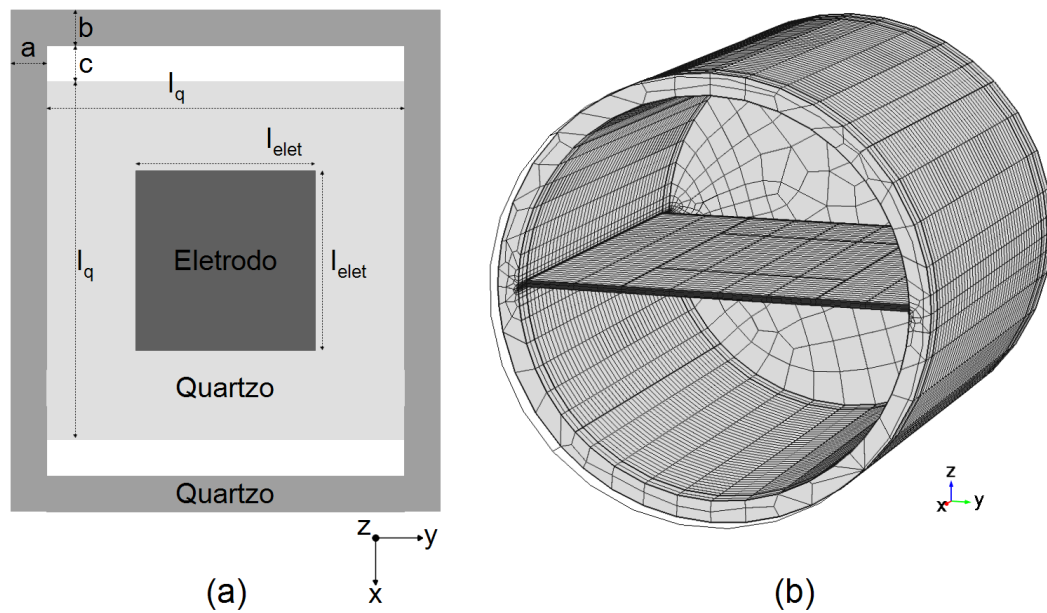 b
a
c
lq
lelet
Eletrodo
lelet
lq
Quartzo
Quartzo
z
y
x
z
x
y
(a)
(b)